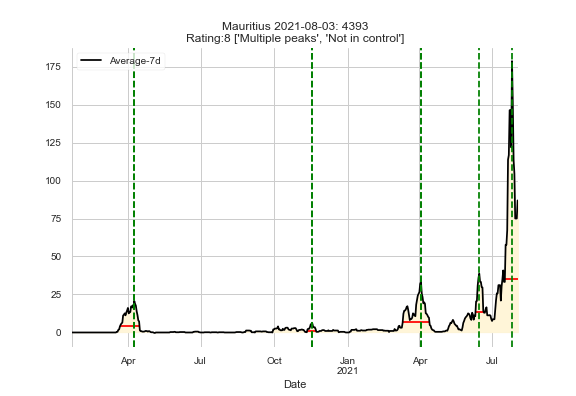 Mauritius 2021-08-03: 4393
Rating:8 ['Multiple peaks', 'Not in control']
Average-7d
175
150
125
100
75
50
25
0
Apr
Jul
Oct
Jan
2021
Apr
Jul
Date